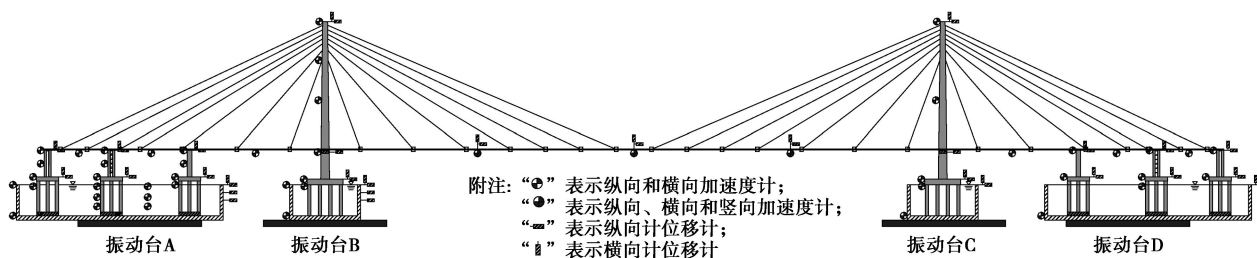 附注:“ ”表示纵向和横向加速度计;
“ ”表示纵向、横向和竖向加速度计;
“ ”表示纵向计位移计;
“ ”表示横向计位移计
振动台A
振动台B
振动台C
振动台D